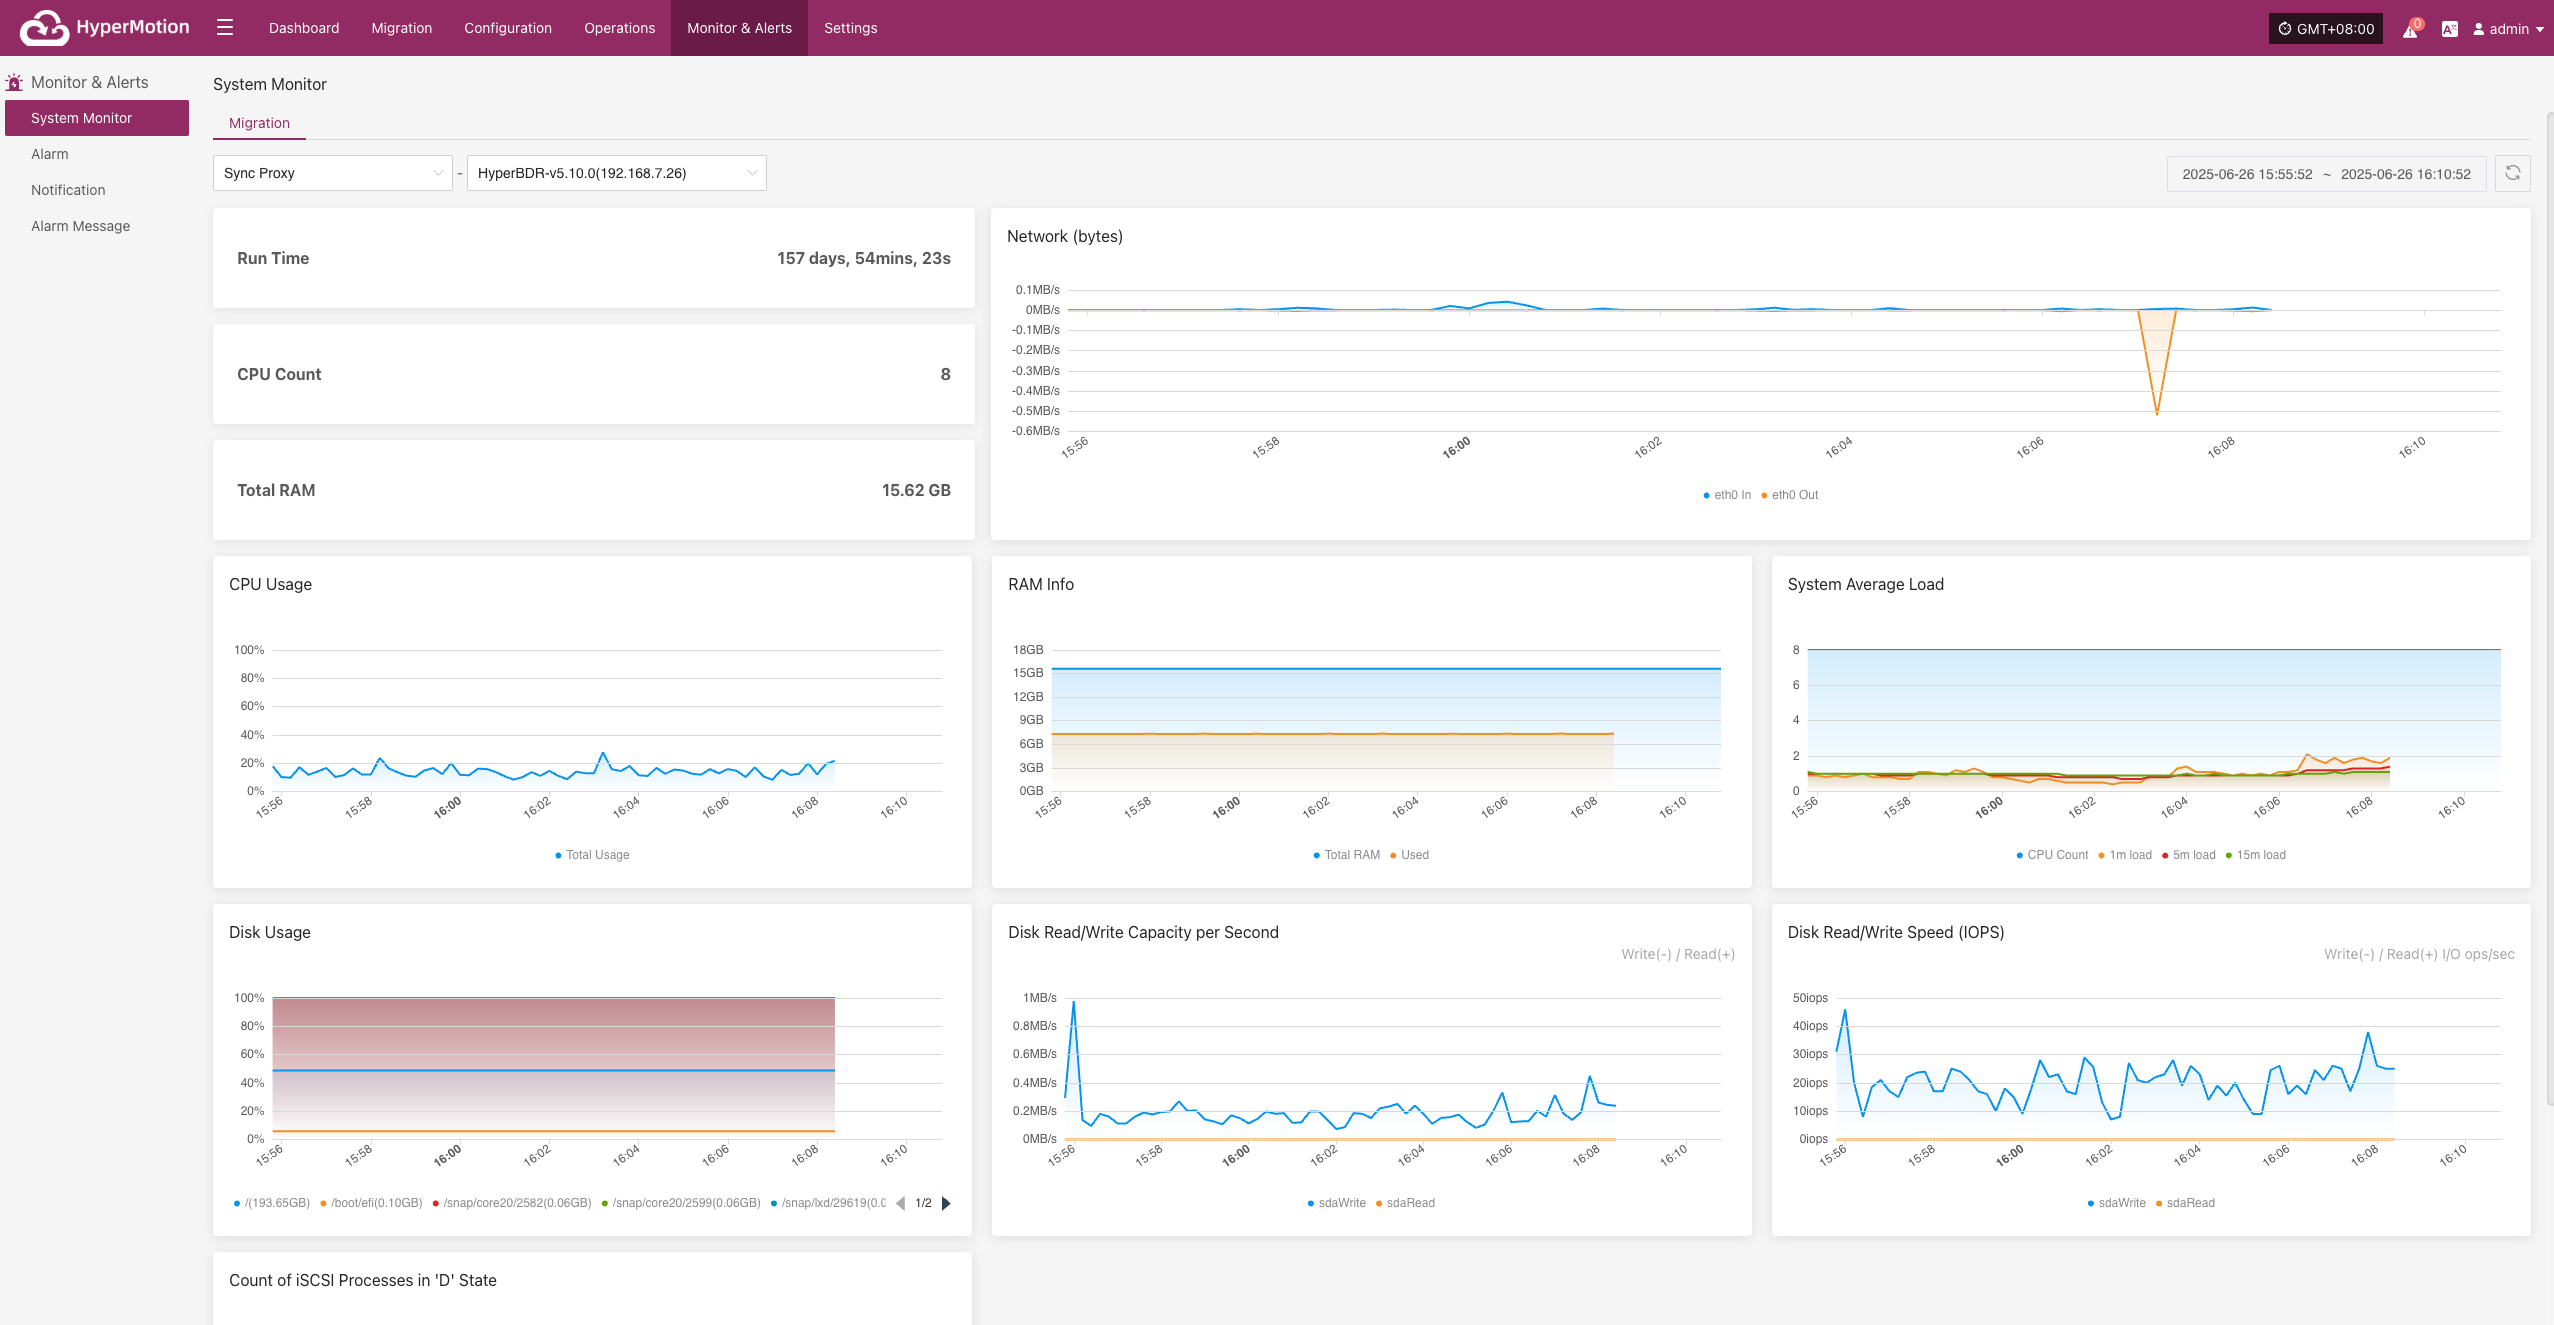 HyperMotion
Dashboard Migration Configuration Operations Monitor & Alerts Settings
GMT+08:00 0 admin
Monitor & Alerts
System Monitor
Alarm
Notification
Alarm Message
System Monitor
Migration
Sync Proxy - HyperBDR-v5.10.0(192.168.7.26)
2025-06-26 15:55:52 ~ 2025-06-26 16:10:52
Run Time 157 days, 54mins, 23s
CPU Count 8
Total RAM 15.62 GB
Network (bytes)
0.1MB/s
0MB/s
-0.1MB/s
-0.2MB/s
-0.3MB/s
-0.4MB/s
-0.5MB/s
-0.6MB/s
15:56 15:58 16:00 16:02 16:04 16:06 16:08 16:10
eth0 In eth0 Out
CPU Usage
100%
80%
60%
40%
20%
0%
15:56 15:58 16:00 16:02 16:04 16:06 16:08 16:10
Total Usage
RAM Info
18GB
15GB
12GB
9GB
6GB
3GB
0GB
15:56 15:58 16:00 16:02 16:04 16:06 16:08 16:10
Total RAM Used
System Average Load
8
6
4
2
0
15:56 15:58 16:00 16:02 16:04 16:06 16:08 16:10
CPU Count 1m load 5m load 15m load
Disk Usage
100%
80%
60%
40%
20%
0%
15:56 15:58 16:00 16:02 16:04 16:06 16:08 16:10
/(193.65GB) /boot/efi(0.10GB) /snap/core20/2582(0.06GB) /snap/core20/2599(0.06GB) /snap/lxd/29619(0.0 1/2
Disk Read/Write Capacity per Second
Write(-) / Read(+)
1MB/s
0.8MB/s
0.6MB/s
0.4MB/s
0.2MB/s
0MB/s
15:56 15:58 16:00 16:02 16:04 16:06 16:08 16:10
sdaWrite sdaRead
Disk Read/Write Speed (IOPS)
Write(-) / Read(+) I/O ops/sec
50iops
40iops
30iops
20iops
10iops
0iops
15:56 15:58 16:00 16:02 16:04 16:06 16:08 16:10
sdaWrite sdaRead
Count of iSCSI Processes in 'D' State